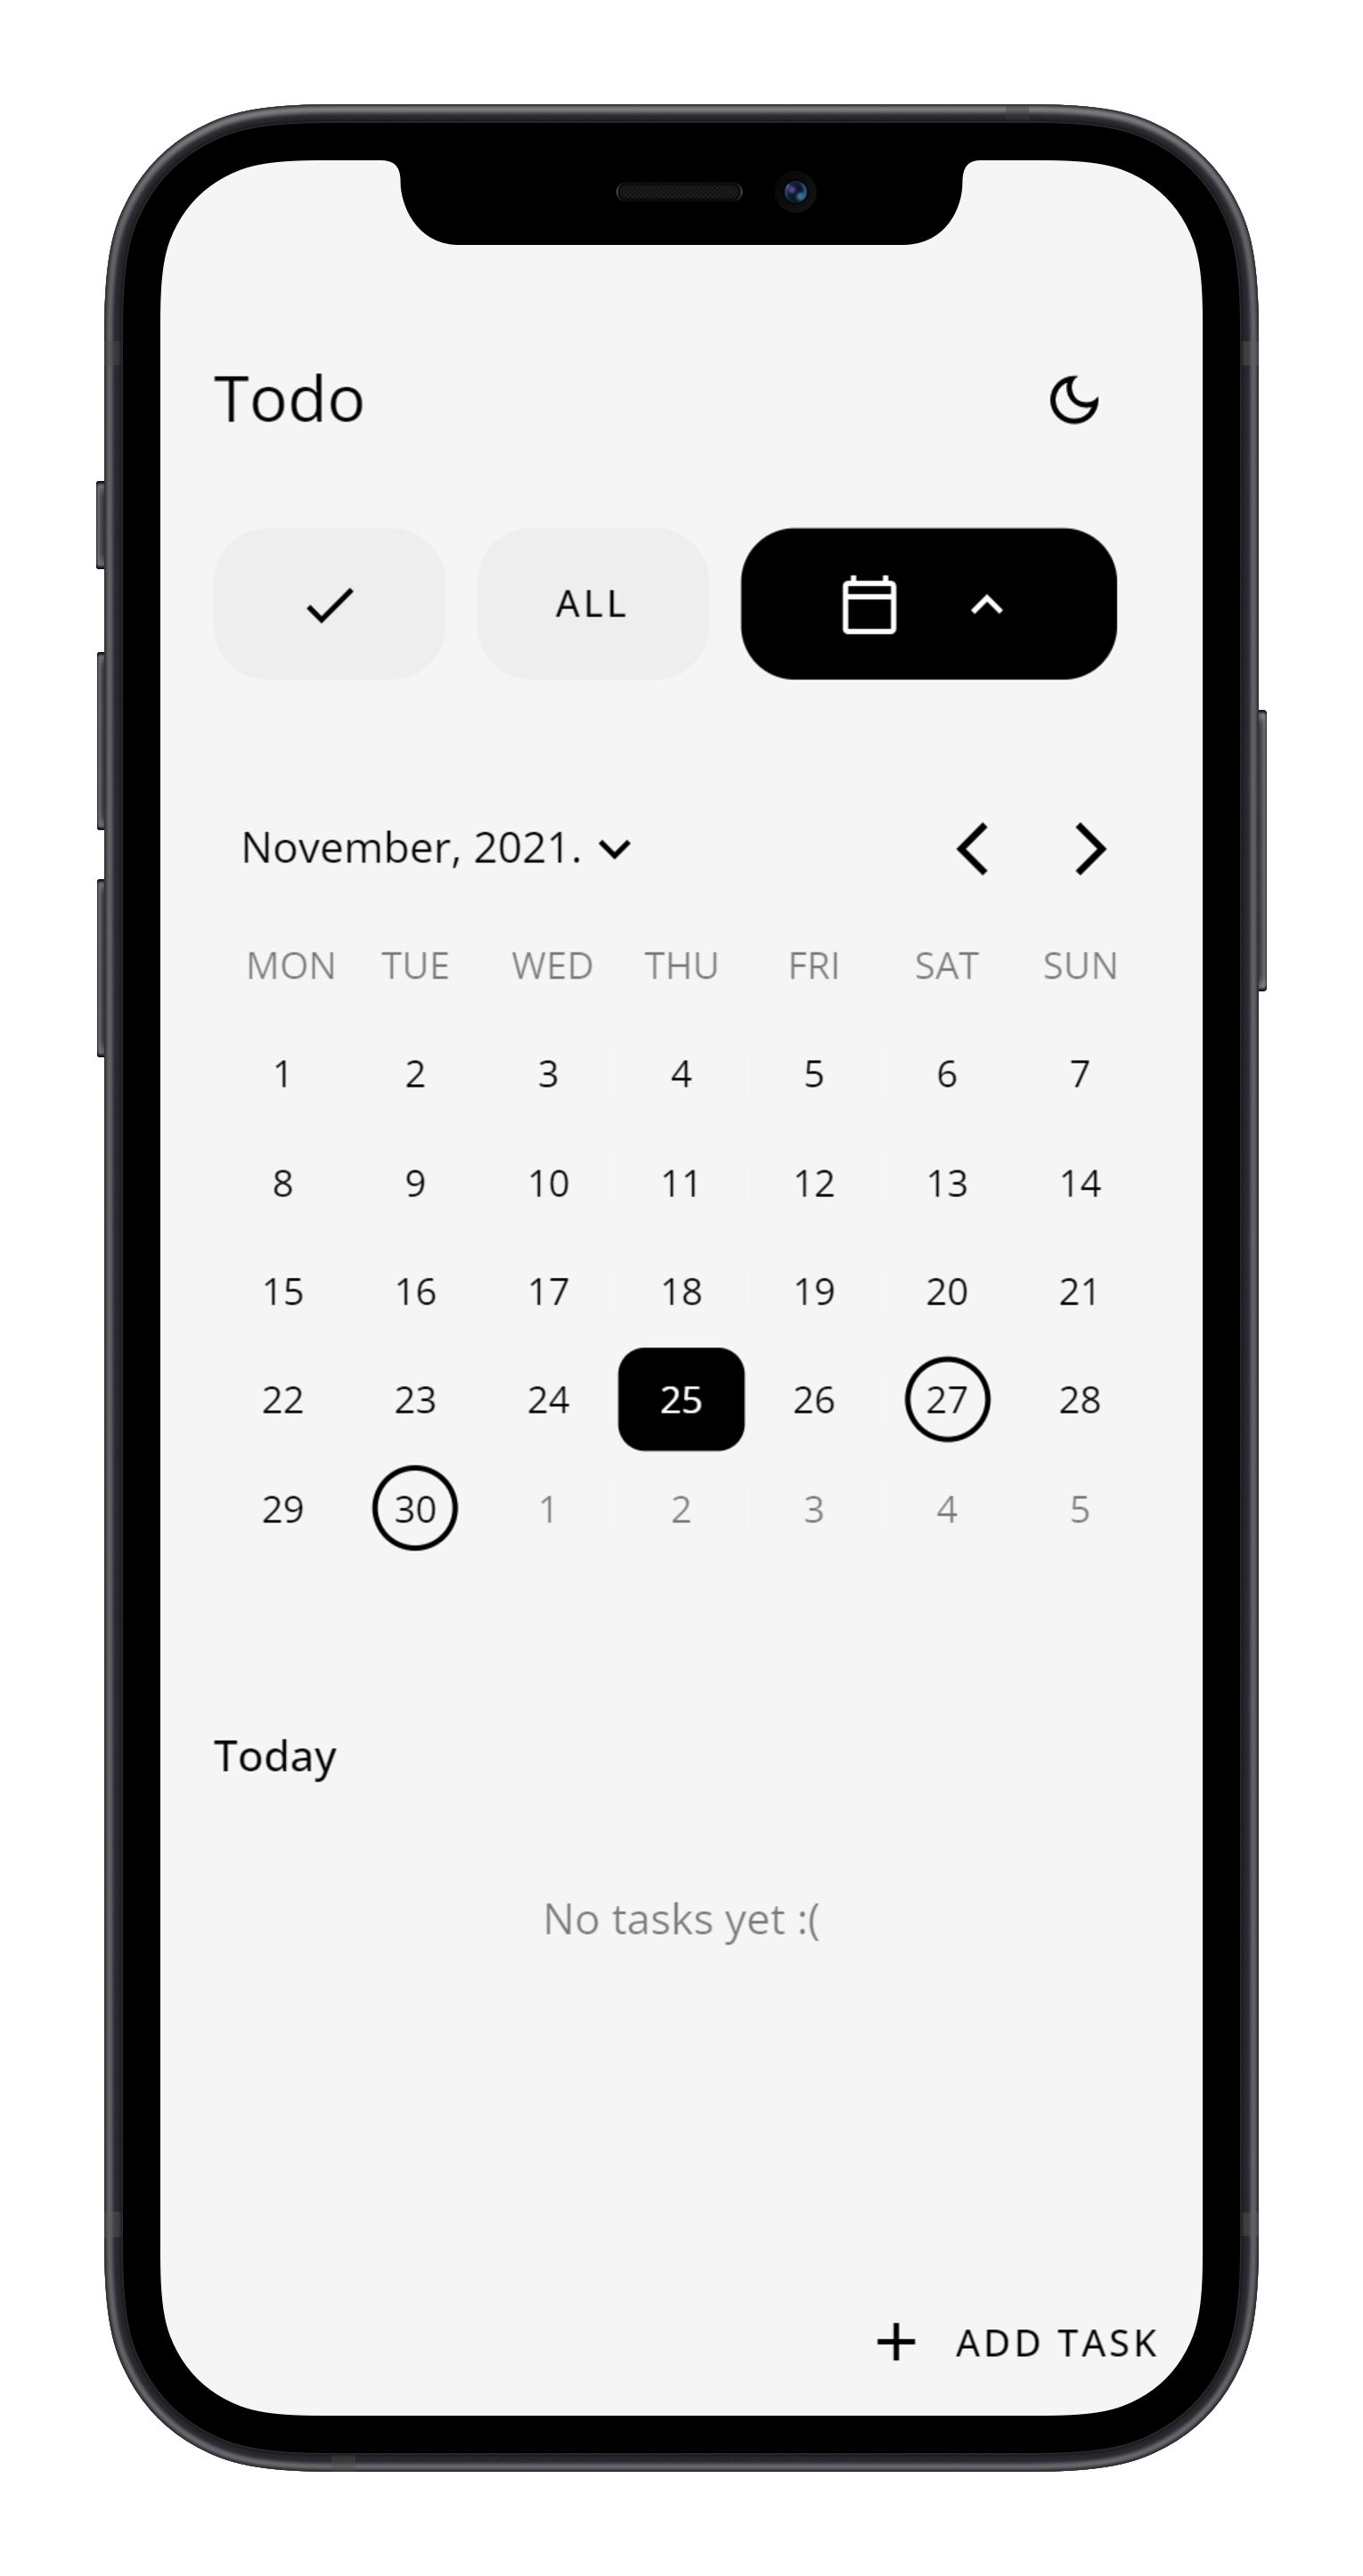 Todo
ALL
November, 2021.
MON TUE WED THU FRI SAT SUN
1 2 3 4 5 6 7
8 9 10 11 12 13 14
15 16 17 18 19 20 21
22 23 24 25 26 27 28
29 30 1 2 3 4 5
Today
No tasks yet :(
+ ADD TASK